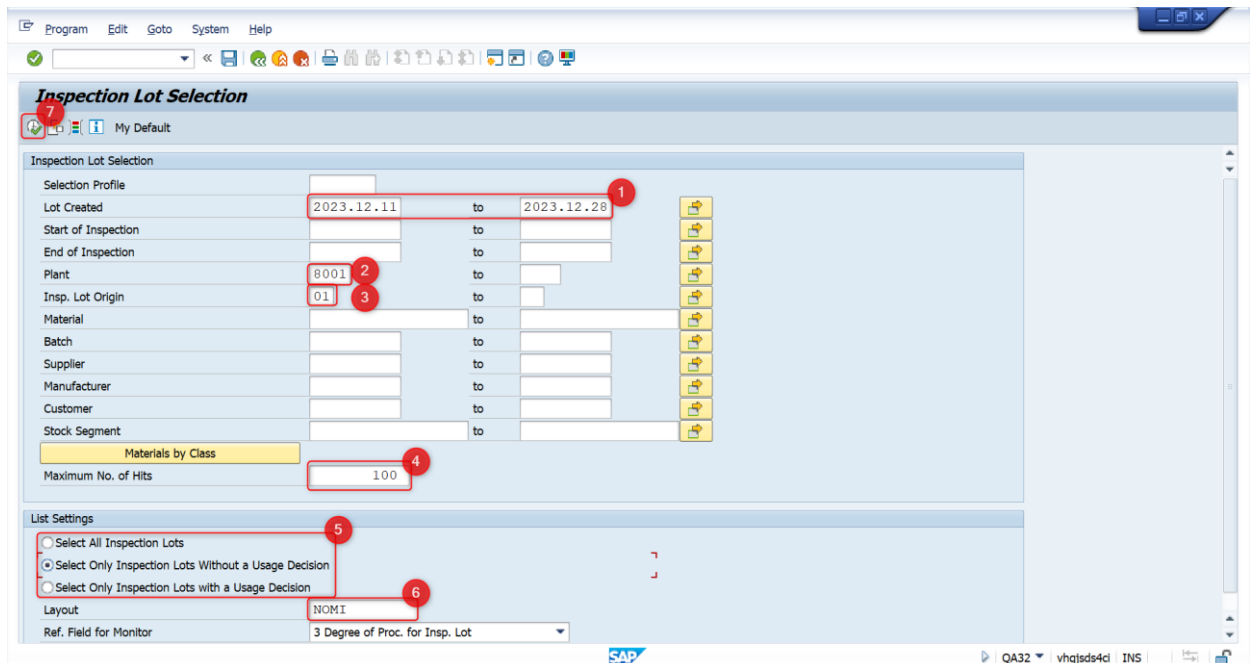 Program Edit Goto System Help
Inspection Lot Selection
7
My Default
Inspection Lot Selection
Selection Profile
1
Lot Created 2023.12.11 to 2023.12.28
Start of Inspection to
End of Inspection to
Plant 8001 2 to
Insp. Lot Origin 01 3 to
Material to
Batch to
Supplier to
Manufacturer to
Customer to
Stock Segment to
Materials by Class
4
Maximum No. of Hits 100
List Settings
5
Select All Inspection Lots
Select Only Inspection Lots Without a Usage Decision
Select Only Inspection Lots with a Usage Decision
6
Layout NOMI
Ref. Field for Monitor 3 Degree of Proc. for Insp. Lot
SAP QA32 vhqjsds4ci INS